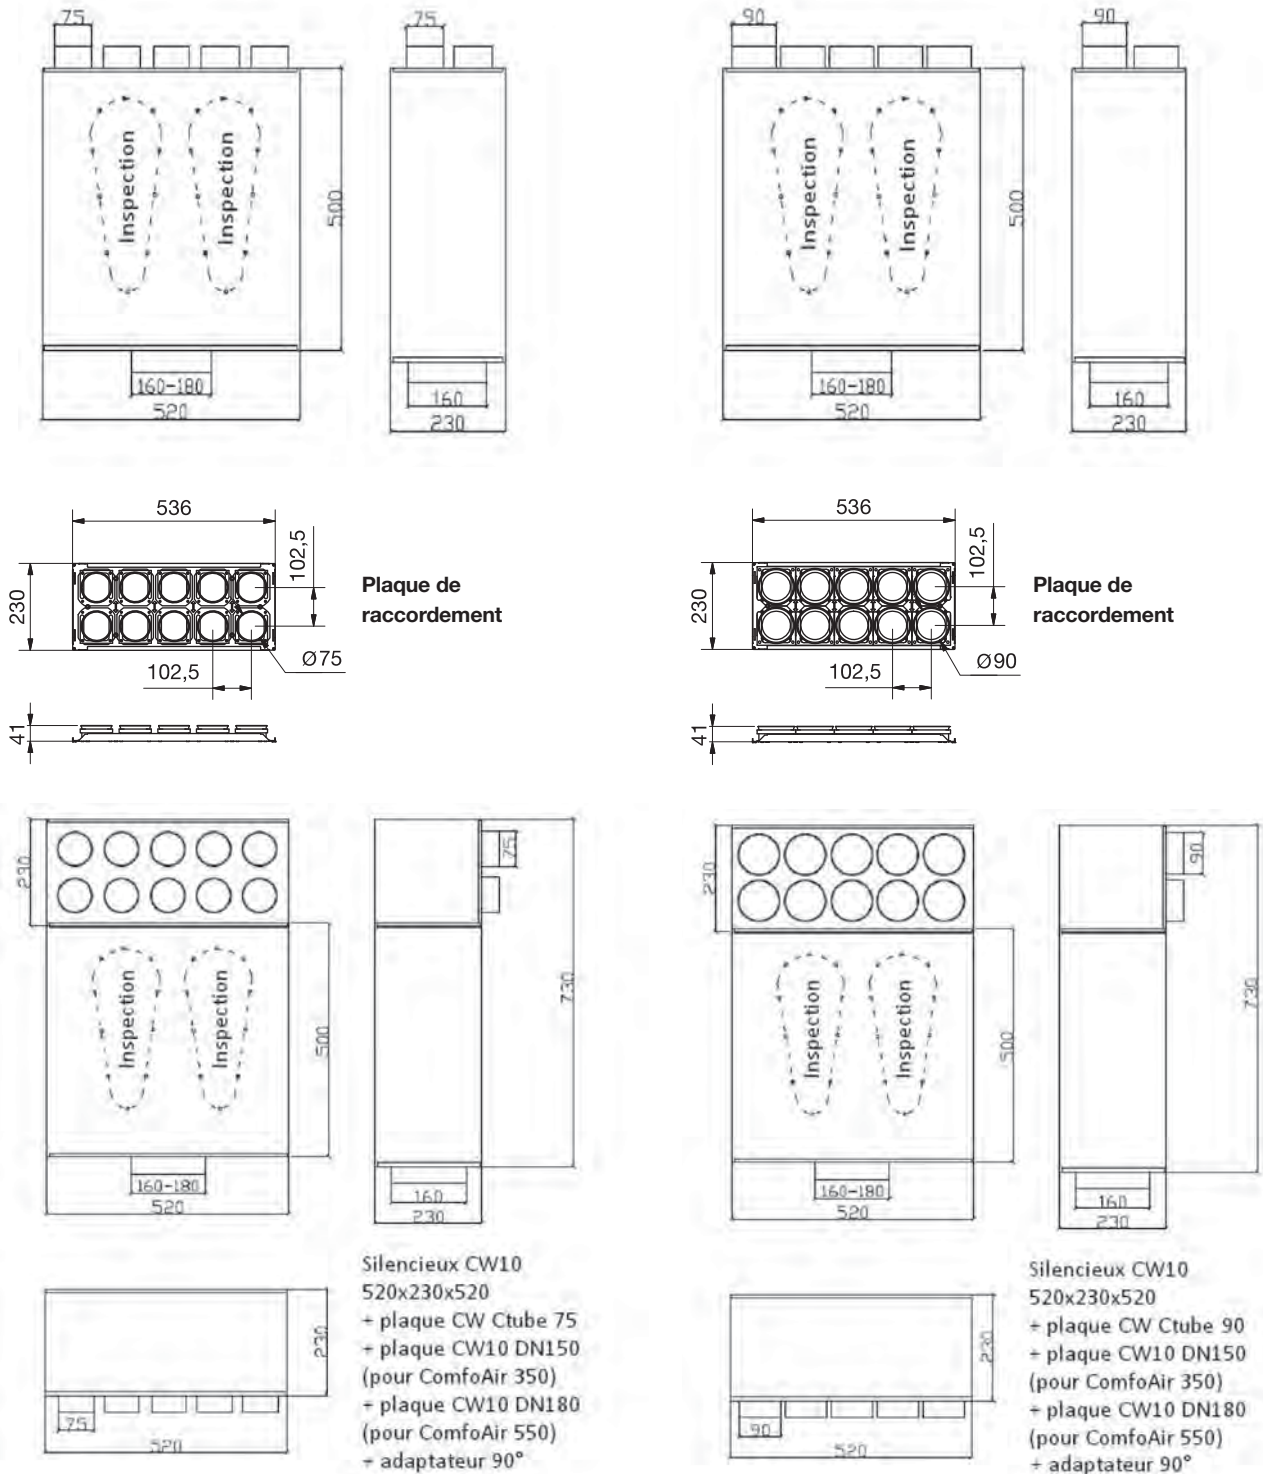 75
75
90
90
Inspection
Inspection
500
Inspection
Inspection
500
160-180
520
160
230
160-180
520
160
230
536
102,5
230
Plaque de
raccordement
Ø75
102,5
41
536
102,5
230
Plaque de
raccordement
Ø90
102,5
41
230
75
730
Inspection
Inspection
500
160-180
520
160
230
230
90
730
Inspection
Inspection
500
160-180
520
160
230
230
75
520
Silencieux CW10
520x230x520
+ plaque CW Ctube 75
+ plaque CW10 DN150
(pour ComfoAir 350)
+ plaque CW10 DN180
(pour ComfoAir 550)
+ adaptateur 90°
230
90
520
Silencieux CW10
520x230x520
+ plaque CW Ctube 90
+ plaque CW10 DN150
(pour ComfoAir 350)
+ plaque CW10 DN180
(pour ComfoAir 550)
+ adaptateur 90°